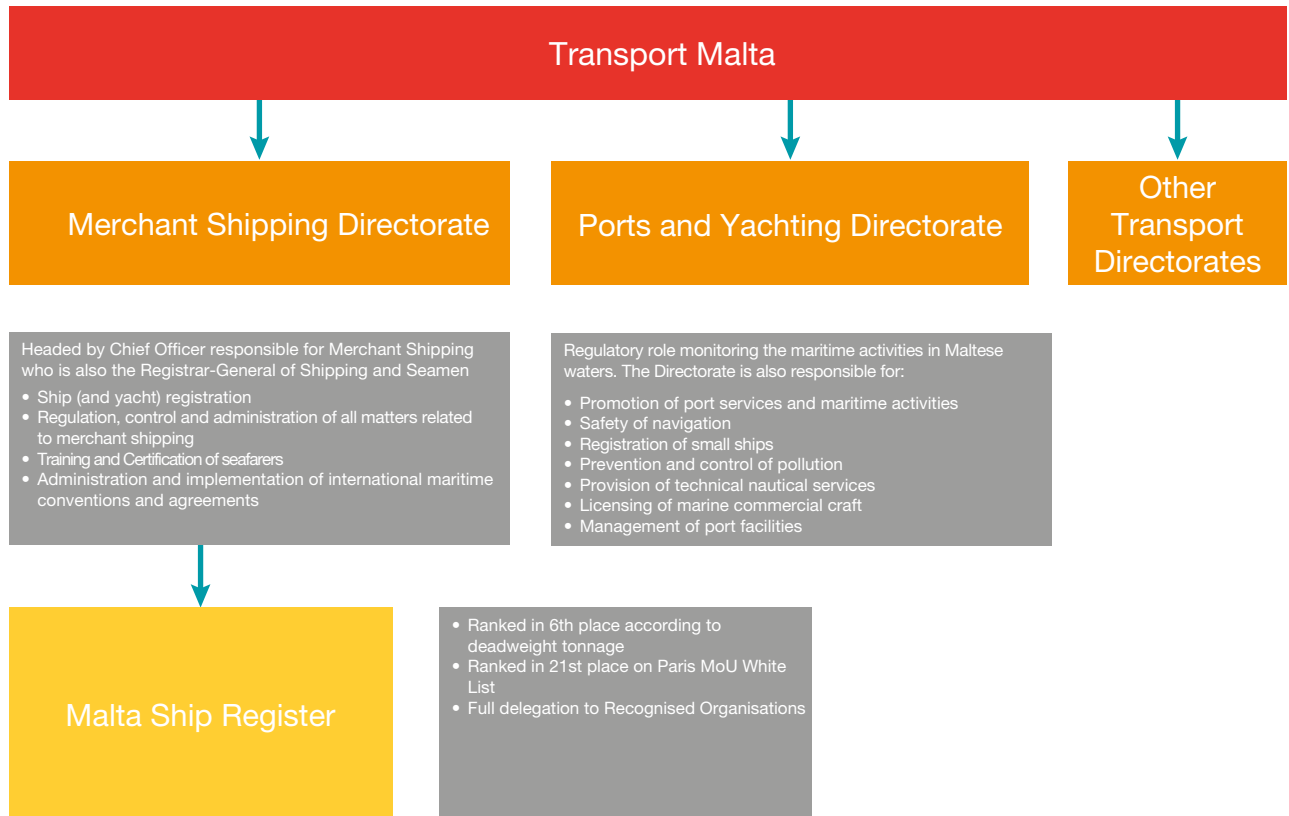 Transport Malta
Merchant Shipping Directorate
Ports and Yachting Directorate
Other
Transport
Directorates
Headed by Chief Officer responsible for Merchant Shipping
who is also the Registrar-General of Shipping and Seamen
• Ship (and yacht) registration
• Regulation, control and administration of all matters related
to merchant shipping
• Training and Certification of seafarers
• Administration and implementation of international maritime
conventions and agreements
Regulatory role monitoring the maritime activities in Maltese
waters. The Directorate is also responsible for:
• Promotion of port services and maritime activities
• Safety of navigation
• Registration of small ships
• Prevention and control of pollution
• Provision of technical nautical services
• Licensing of marine commercial craft
• Management of port facilities
Malta Ship Register
• Ranked in 6th place according to
deadweight tonnage
• Ranked in 21st place on Paris MoU White
List
• Full delegation to Recognised Organisations